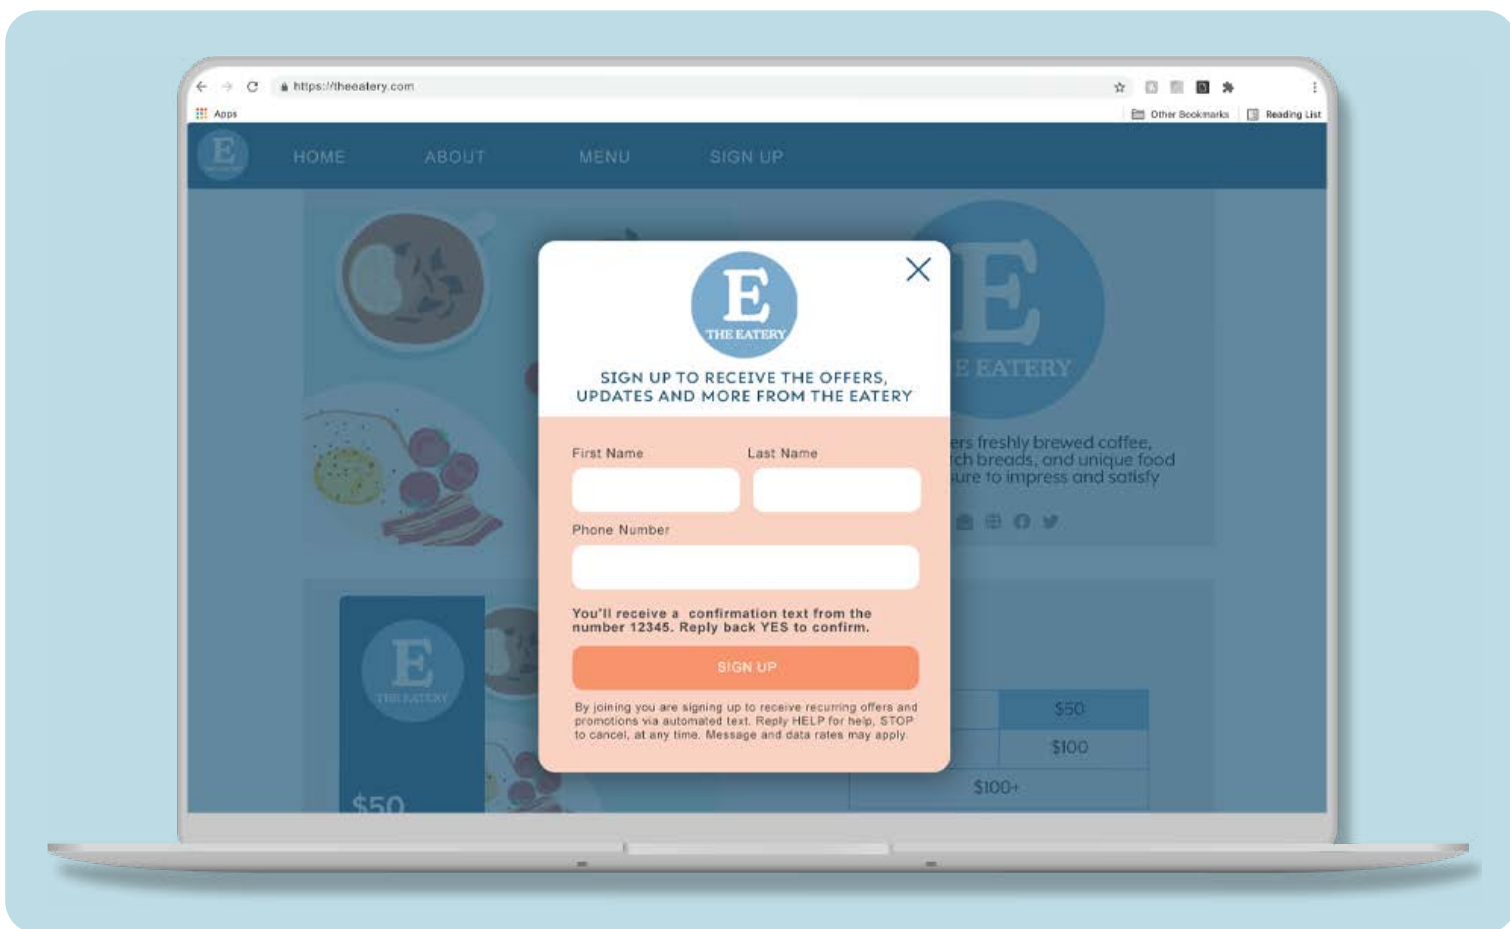 https://theeatery.com
Apps
Other Bookmarks
Reading List
E
HOME
ABOUT
MENU
SIGN UP
E
THE EATERY
SIGN UP TO RECEIVE THE OFFERS,
UPDATES AND MORE FROM THE EATERY
First Name
Last Name
Phone Number
You'll receive a confirmation text from the
number 12345. Reply back YES to confirm.
SIGN UP
By joining you are signing up to receive recurring offers and
promotions via automated text. Reply HELP for help, STOP
to cancel, at any time. Message and data rates may apply.
E
E EATERY
freshly brewed coffee,
breads, and unique food
sure to impress and satisfy
E
THE EATERY
$50
$50
$100
$100+